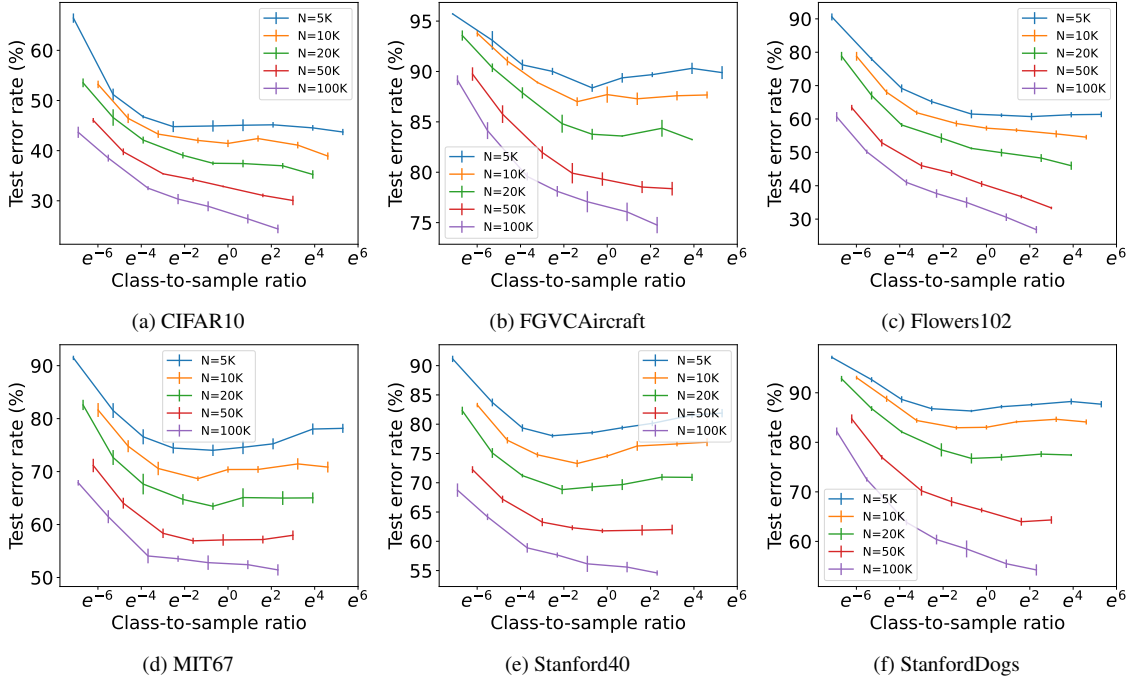 Test error rate (%)
60
50
40
30
N=5K
N=10K
N=20K
N=50K
N=100K
e^-6 e^-4 e^-2 e^0 e^2 e^4 e^6
Class-to-sample ratio
(a) CIFAR10
Test error rate (%)
95
90
85
80
75
N=5K
N=10K
N=20K
N=50K
N=100K
e^-6 e^-4 e^-2 e^0 e^2 e^4 e^6
Class-to-sample ratio
(b) FGVCAircraft
Test error rate (%)
90
80
70
60
50
40
30
N=5K
N=10K
N=20K
N=50K
N=100K
e^-6 e^-4 e^-2 e^0 e^2 e^4 e^6
Class-to-sample ratio
(c) Flowers102
Test error rate (%)
90
80
70
60
50
N=5K
N=10K
N=20K
N=50K
N=100K
e^-6 e^-4 e^-2 e^0 e^2 e^4 e^6
Class-to-sample ratio
(d) MIT67
Test error rate (%)
90
85
80
75
70
65
60
55
N=5K
N=10K
N=20K
N=50K
N=100K
e^-6 e^-4 e^-2 e^0 e^2 e^4 e^6
Class-to-sample ratio
(e) Stanford40
Test error rate (%)
90
80
70
60
N=5K
N=10K
N=20K
N=50K
N=100K
e^-6 e^-4 e^-2 e^0 e^2 e^4 e^6
Class-to-sample ratio
(f) StanfordDogs